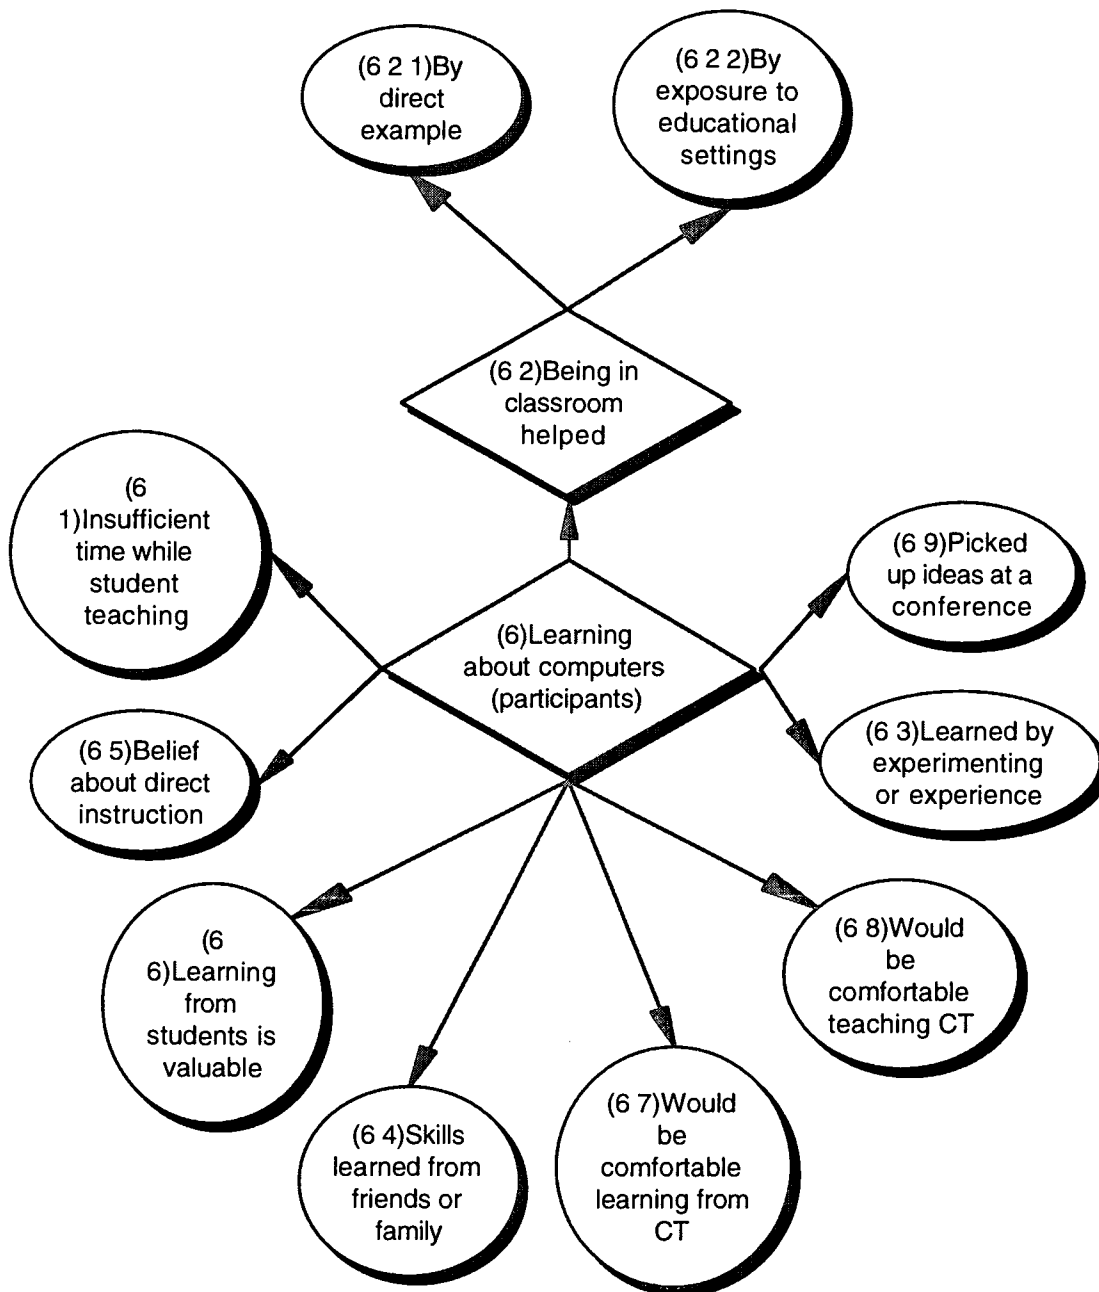 (6 2 1)By
direct
example
(6 2 2)By
exposure to
educational
settings
(6 2)Being in
classroom
helped
(6
1)Insufficient
time while
student
teaching
(6 9)Picked
up ideas at a
conference
(6)Learning
about computers
(participants)
(6 5)Belief
about direct
instruction
(6 3)Learned by
experimenting
or experience
(6
6)Learning
from
students is
valuable
(6 8)Would
be
comfortable
teaching CT
(6 4)Skills
learned from
friends or
family
(6 7)Would
be
comfortable
learning from
CT